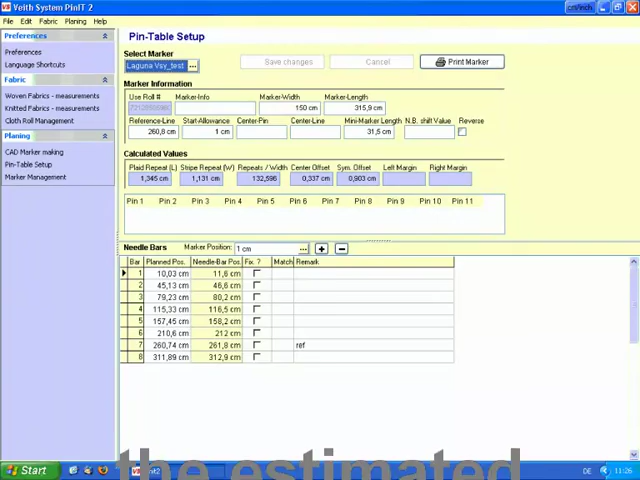 Veith System PinIT 2
cm/inch
File Edit Fabric Planing Help
Preferences
Preferences
Language Shortcuts
Fabric
Woven Fabrics - measurements
Knitted Fabrics - measurements
Cloth Roll Management
Planing
CAD Marker making
Pin-Table Setup
Marker Management
Pin-Table Setup
Select Marker
Laguna Vsy_test ...
Save changes Cancel Print Marker
Marker Information
Use Roll # Marker-Info Marker-Width Marker-Length
150 cm 315,9 cm
Reference-Line Start-Allowance Center-Pin Center-Line Mini-Marker Length N.B. shift Value Reverse
260,8 cm 1 cm 31,5 cm
Calculated Values
Plaid Repeat (L) Stripe Repeat (W) Repeats / Width Center Offset Sym. Offset Left Margin Right Margin
1,345 cm 1,131 cm 132,596 0,337 cm 0,903 cm
Pin 1 Pin 2 Pin 3 Pin 4 Pin 5 Pin 6 Pin 7 Pin 8 Pin 9 Pin 10 Pin 11
Needle Bars Marker Position: 1 cm ... + -
Bar Planned Pos. Needle-Bar Pos. Fix. ? Match Remark
1 10,03 cm 11,6 cm
2 45,13 cm 46,6 cm
3 79,23 cm 80,2 cm
4 115,33 cm 116,5 cm
5 157,45 cm 158,2 cm
6 210,6 cm 212 cm
7 260,74 cm 261,8 cm ref
8 311,89 cm 312,9 cm
the estimated
Start DE 11:26